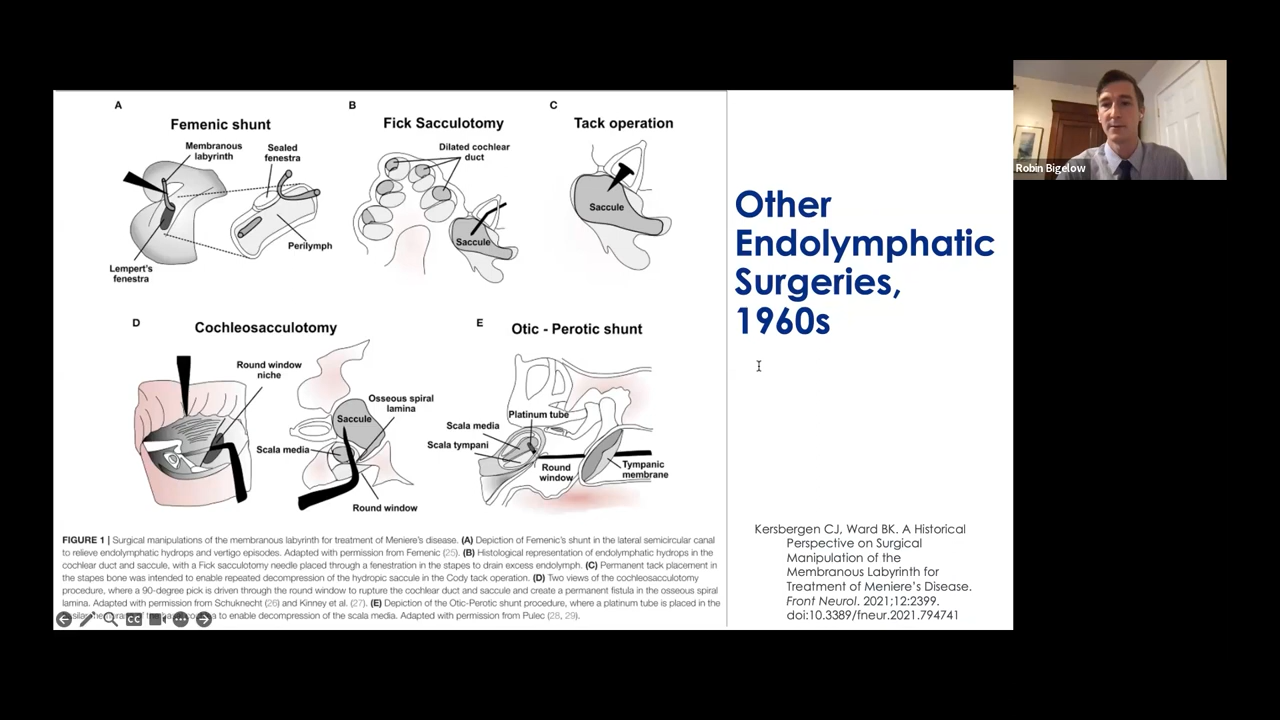 A
Femenic shunt
Membranous
labyrinth
Sealed
fenestra
Lempert's
fenestra
Perilymph
B
Fick Sacculotomy
Dilated cochlear
duct
Saccule
C
Tack operation
Saccule
D
Cochleosacculotomy
Round window
niche
Osseous spiral
lamina
Saccule
Scala media
Round window
E
Otic - Perotic shunt
Platinum tube
Scala media
Scala tympani
Round
window
Tympanic
membrane
FIGURE 1 | Surgical manipulations of the membranous labyrinth for treatment of Meniere's disease. (A) Depiction of Femenic's shunt in the lateral semicircular canal
to relieve endolymphatic hydrops and vertigo episodes. Adapted with permission from Femenic (25). (B) Histological representation of endolymphatic hydrops in the
cochlear duct and saccule, with a Fick sacculotomy needle placed through a fenestration in the stapes to drain excess endolymph. (C) Permanent tack placement in
the stapes bone was intended to enable repeated decompression of the hydropic saccule in the Cody tack operation. (D) Two views of the cochleosacculotomy
procedure, where a 90-degree pick is driven through the round window to rupture the cochlear duct and saccule and create a permanent fistula in the osseous spiral
lamina. Adapted with permission from Schuknecht (26) and Kinney et al. (27). (E) Depiction of the Otic-Perotic shunt procedure, where a platinum tube is placed in the
to enable decompression of the scala media. Adapted with permission from Pulec (28, 29).
CC
Other
Endolymphatic
Surgeries,
1960s
Kersbergen CJ, Ward BK. A Historical
Perspective on Surgical
Manipulation of the
Membranous Labyrinth for
Treatment of Meniere's Disease.
Front Neurol. 2021;12:2399.
doi:10.3389/fneur.2021.794741
Robin Bigelow